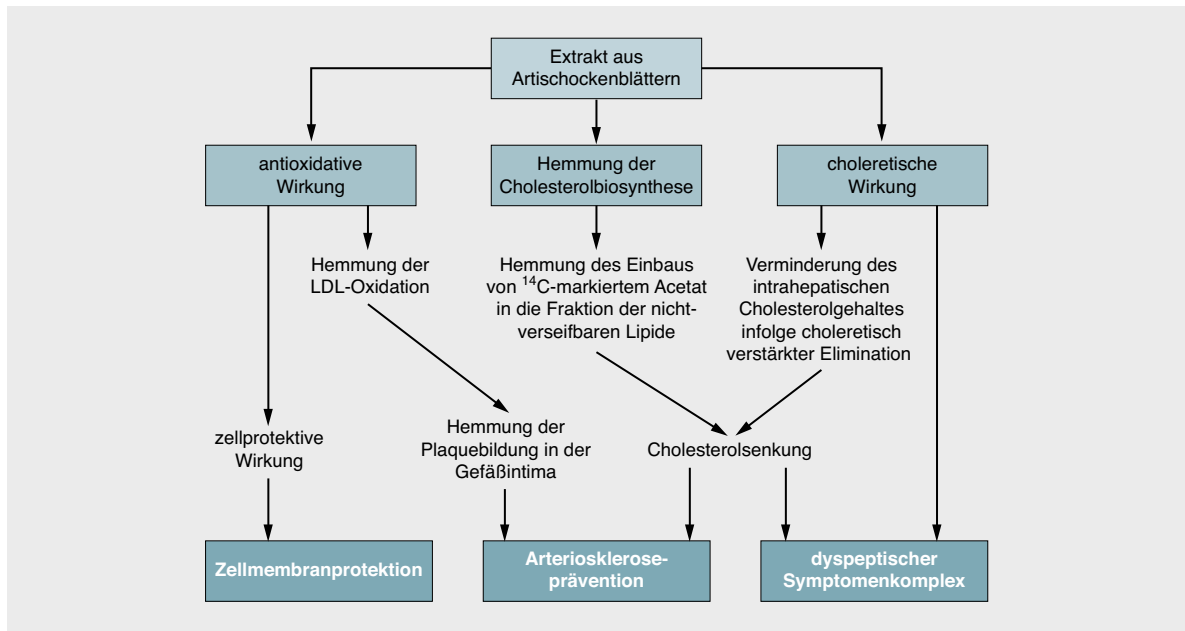 Extrakt aus
Artischockenblättern
antioxidative
Wirkung
Hemmung der
Cholesterolbiosynthese
choleretische
Wirkung
Hemmung der
LDL-Oxidation
Hemmung des Einbaus
von ¹⁴C-markiertem Acetat
in die Fraktion der nicht-
verseifbaren Lipide
Verminderung des
intrahepatischen
Cholesterolgehaltes
infolge choleretisch
verstärkter Elimination
zellprotektive
Wirkung
Hemmung der
Plaquebildung in der
Gefäßintima
Cholesterolsenkung
Zellmembranprotektion
Arteriosklerose-
prävention
dyspeptischer
Symptomenkomplex